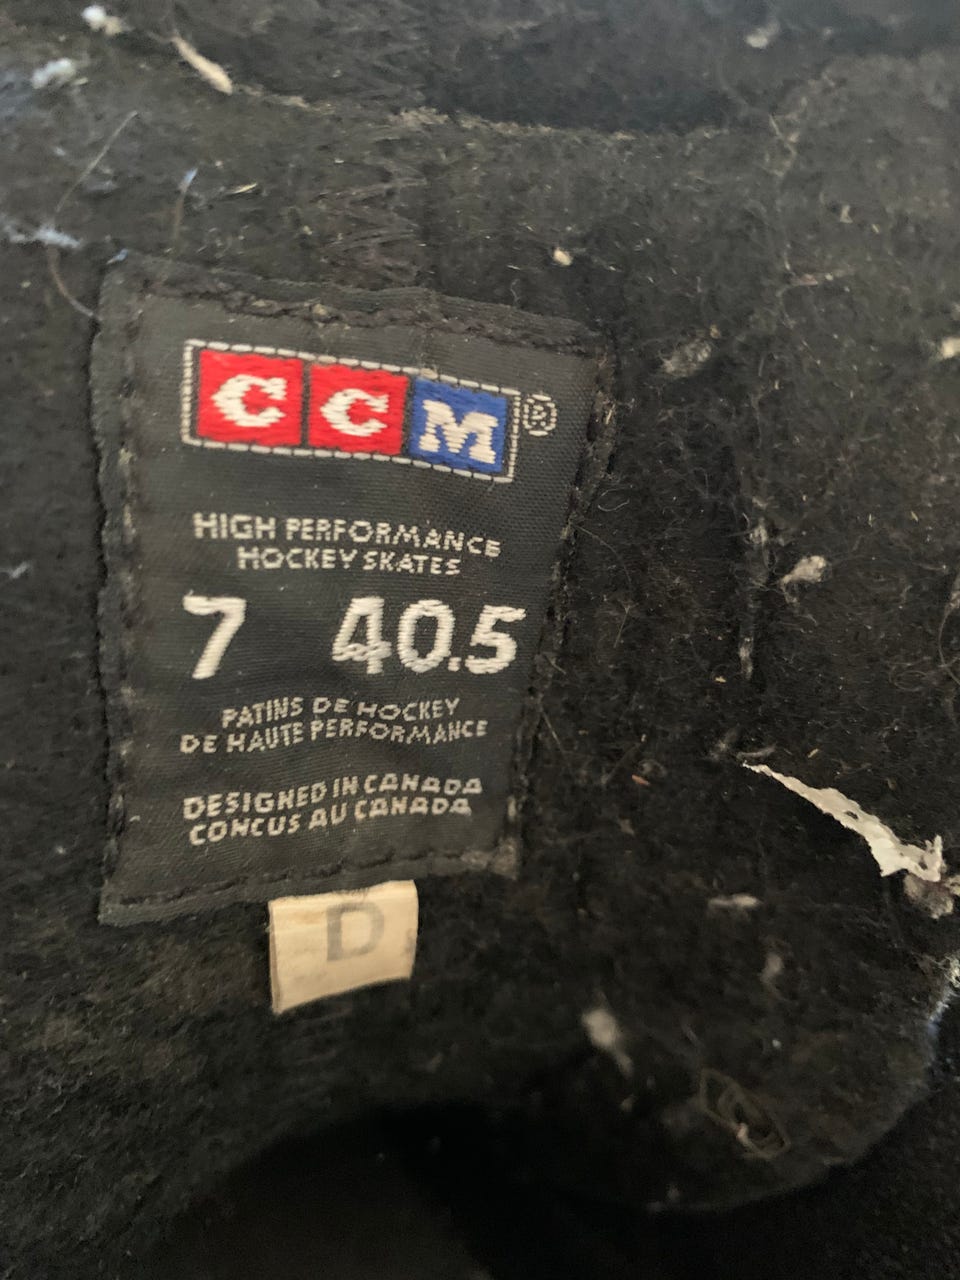 CCM®
HIGH PERFORMANCE
HOCKEY SKATES
7 40.5
PATINS DE HOCKEY
DE HAUTE PERFORMANCE
DESIGNED IN CANADA
CONCUS AU CANADA
D